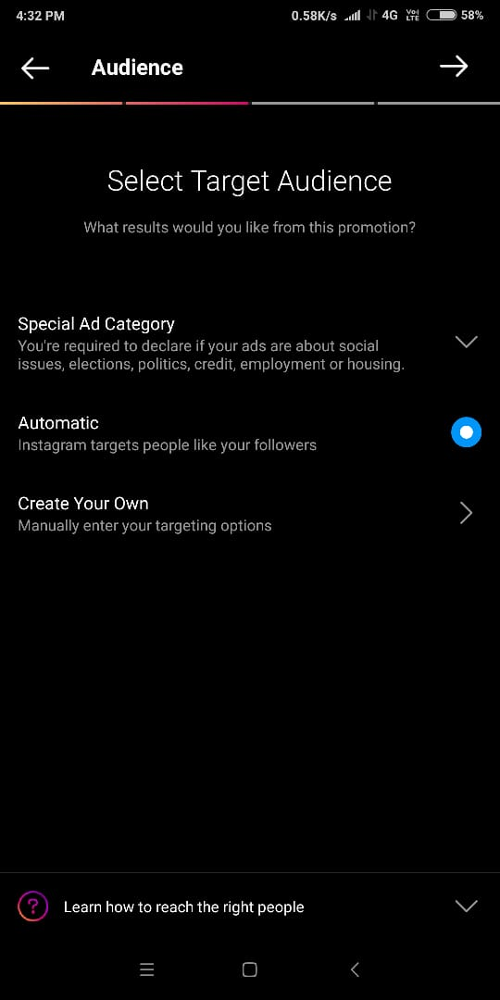 4:32 PM 0.58K/s 4G Vo) LTE 58%
Audience
Select Target Audience
What results would you like from this promotion?
Special Ad Category
You're required to declare if your ads are about social
issues, elections, politics, credit, employment or housing.
Automatic
Instagram targets people like your followers
Create Your Own
Manually enter your targeting options
? Learn how to reach the right people